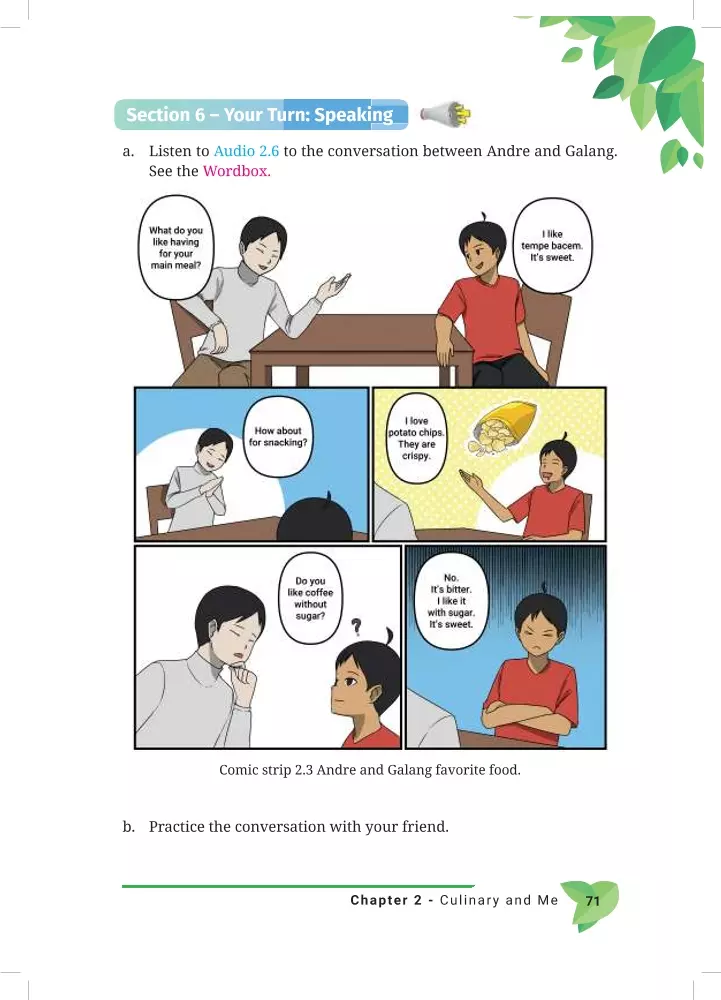 Section 6 – Your Turn: Speaking
a. Listen to Audio 2.6 to the conversation between Andre and Galang.
See the Wordbox.
What do you
like having
for your
main meal?
I like
tempe bacem.
It's sweet.
How about
for snacking?
I love
potato chips.
They are
crispy.
Do you
like coffee
without
sugar?
?
No.
It's bitter.
I like it
with sugar.
It's sweet.
Comic strip 2.3 Andre and Galang favorite food.
b. Practice the conversation with your friend.
Chapter 2 - Culinary and Me 71